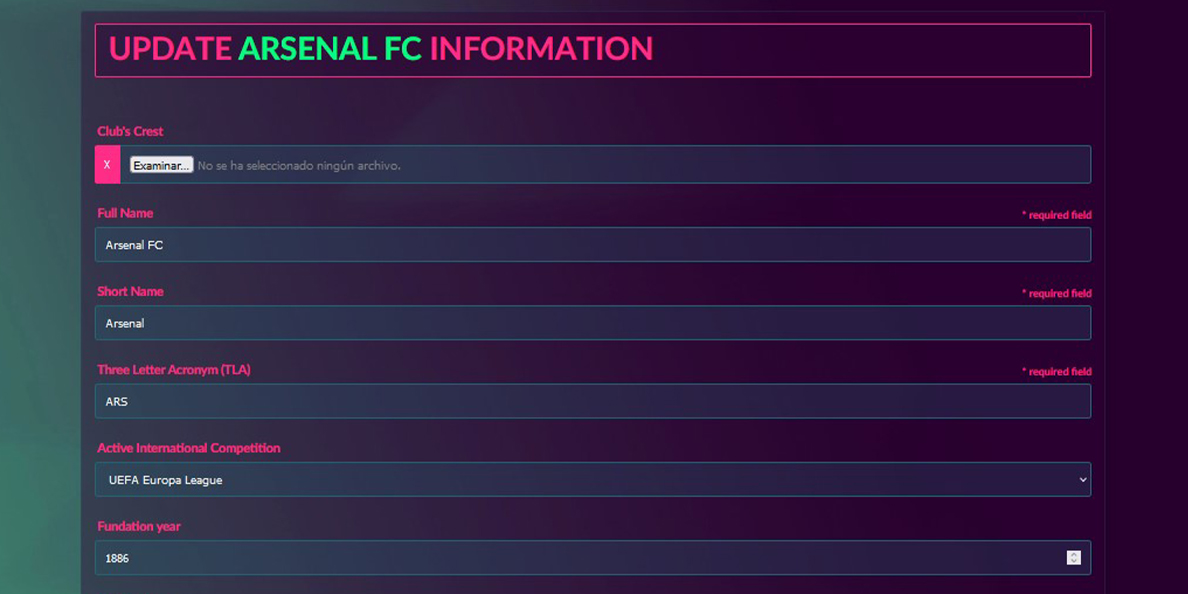 UPDATE ARSENAL FC INFORMATION
Club's Crest
X Examinar... No se ha seleccionado ningún archivo.
Full Name * required field
Arsenal FC
Short Name * required field
Arsenal
Three Letter Acronym (TLA) * required field
ARS
Active International Competition
UEFA Europa League
Fundation year
1886